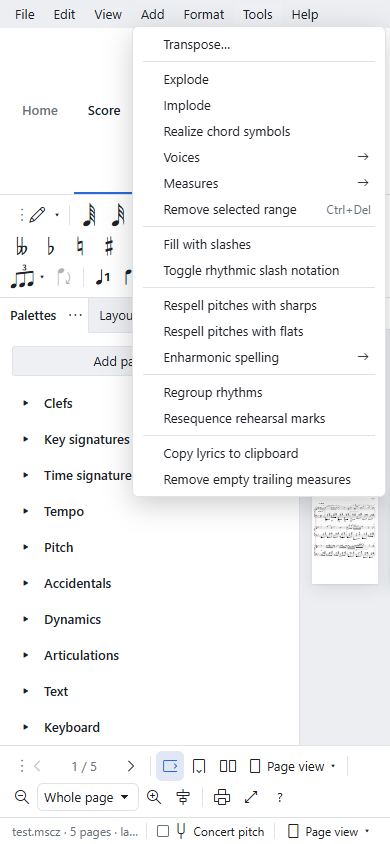 File Edit View Add Format Tools Help
Transpose...
Explode
Home Score
Implode
Realize chord symbols
Voices
Measures
Remove selected range Ctrl+Del
Fill with slashes
Toggle rhythmic slash notation
3
1
Respell pitches with sharps
Palettes ··· Layou
Respell pitches with flats
Enharmonic spelling
Add pa
Regroup rhythms
Clefs
Resequence rehearsal marks
Key signatures
Copy lyrics to clipboard
Time signature
Remove empty trailing measures
Tempo
Pitch
Accidentals
Dynamics
Articulations
Text
Keyboard
1 / 5 Page view
Whole page ?
test.mscz · 5 pages · la... Concert pitch Page view